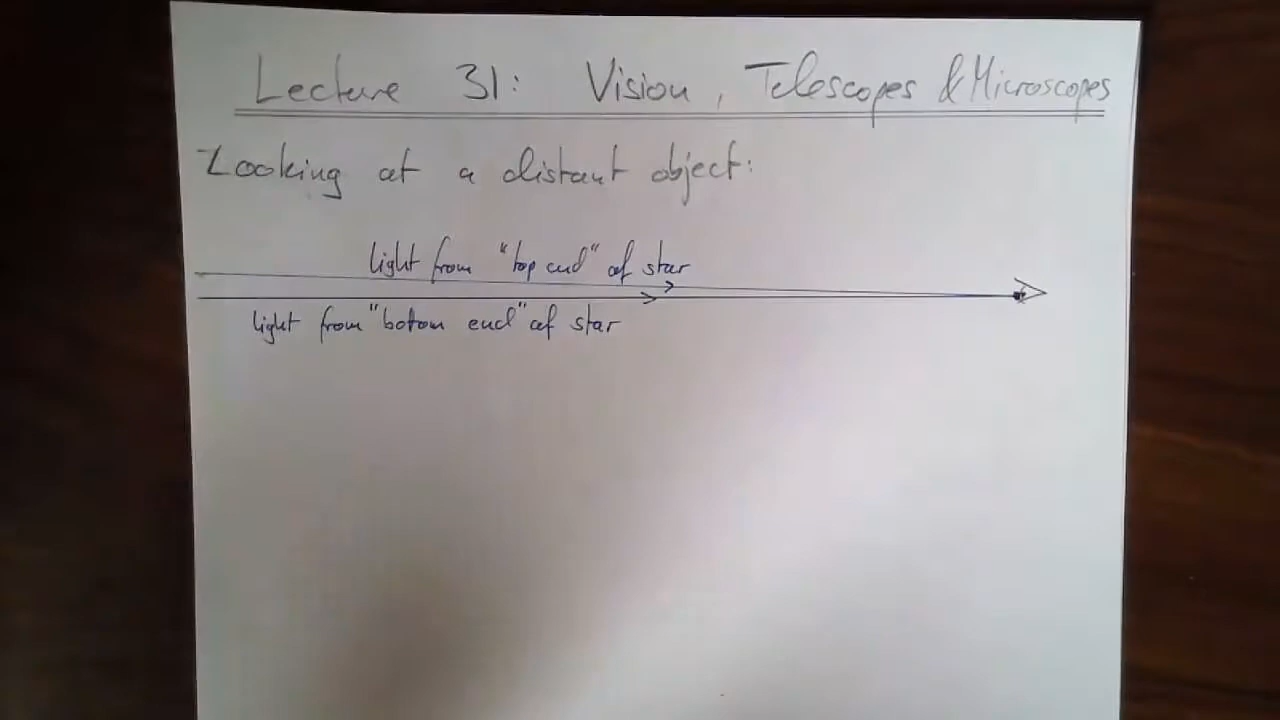 Lecture 31: Vision, Telescopes & Microscopes
Looking at a distant object:
light from "top end" of star
light from "botom end" of star